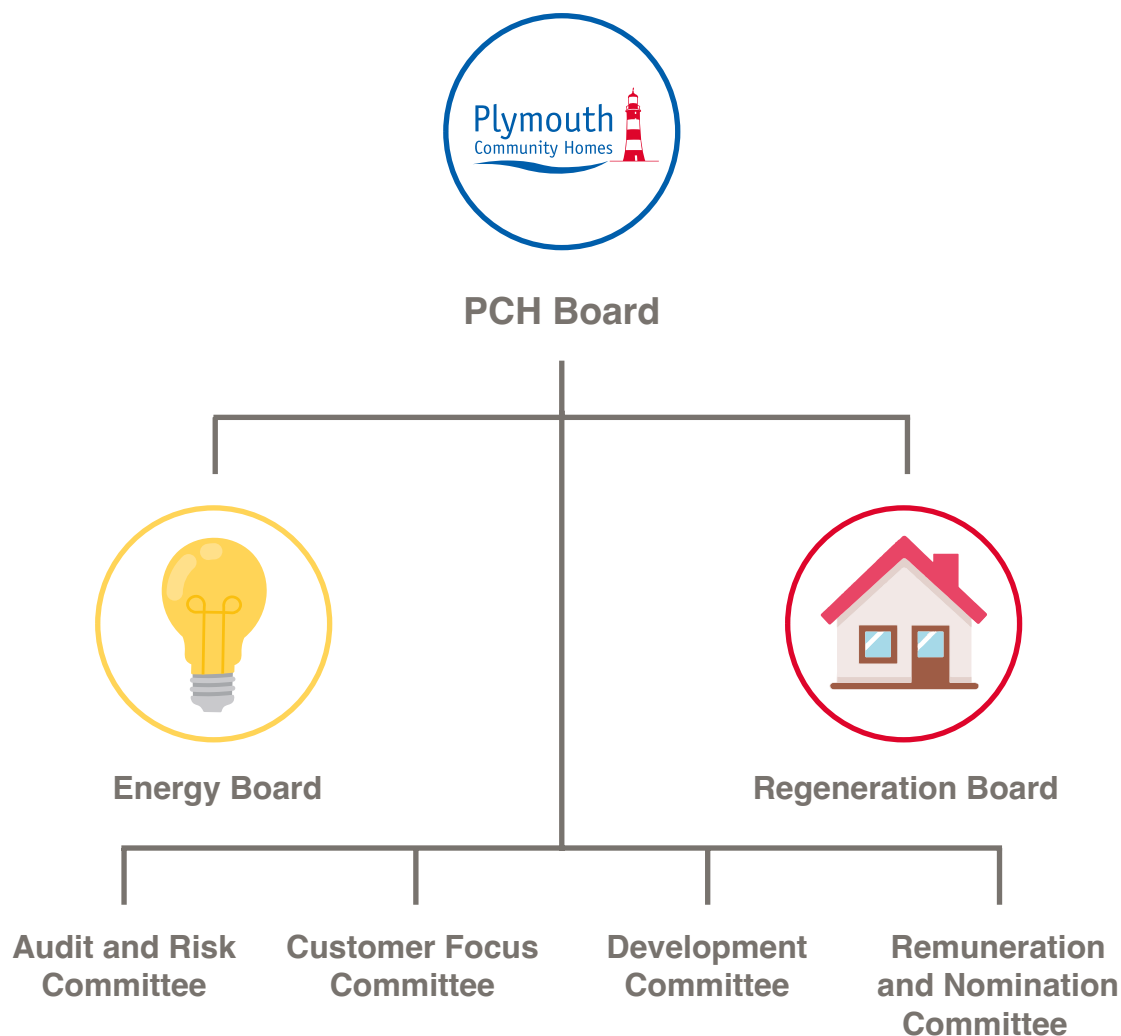 Plymouth
Community Homes
PCH Board
Energy Board
Regeneration Board
Audit and Risk
Committee
Customer Focus
Committee
Development
Committee
Remuneration
and Nomination
Committee